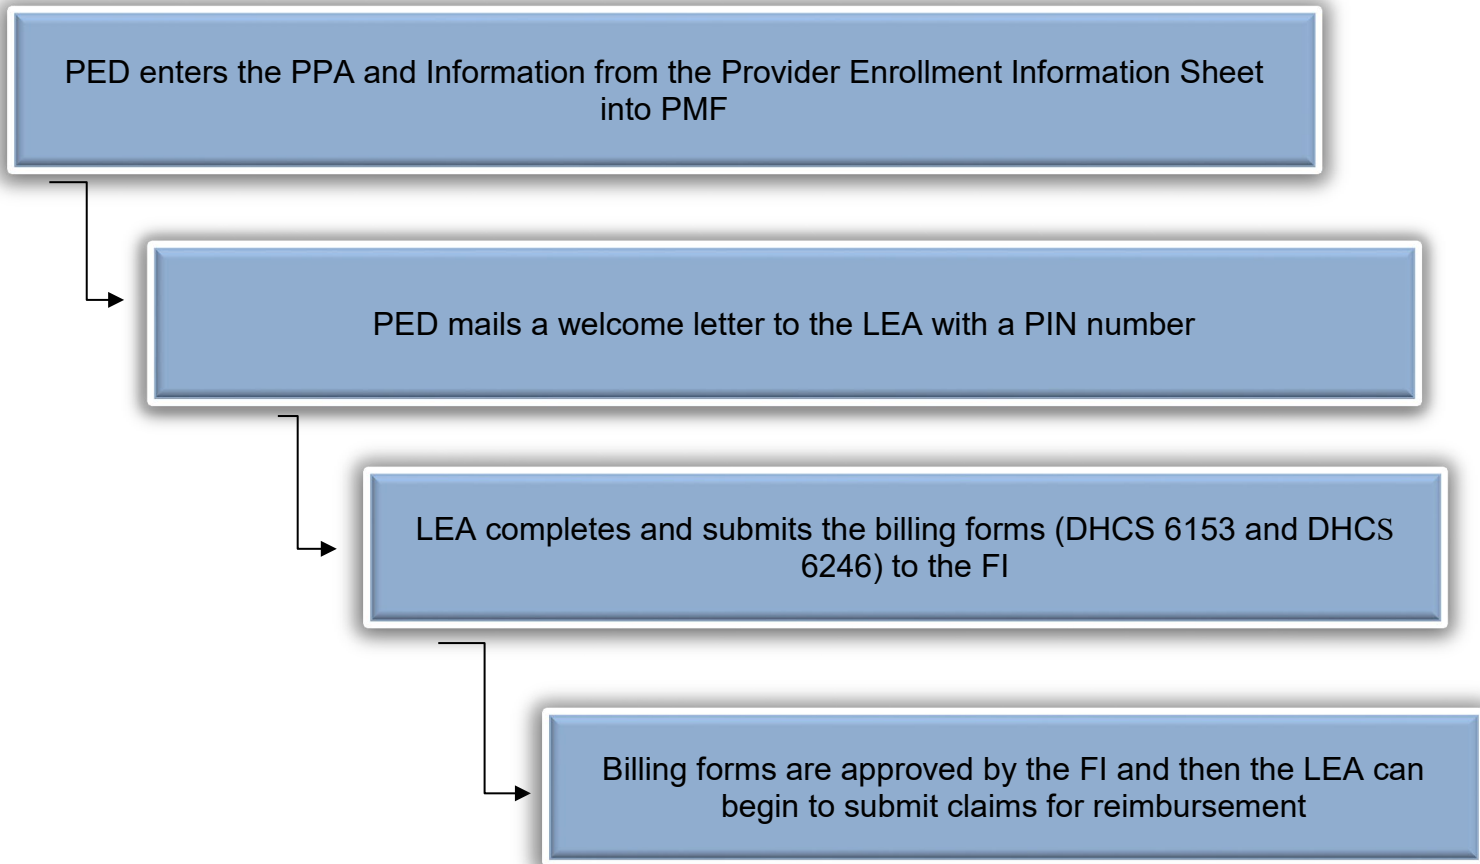 PED enters the PPA and Information from the Provider Enrollment Information Sheet
into PMF
PED mails a welcome letter to the LEA with a PIN number
LEA completes and submits the billing forms (DHCS 6153 and DHCS
6246) to the FI
Billing forms are approved by the FI and then the LEA can
begin to submit claims for reimbursement